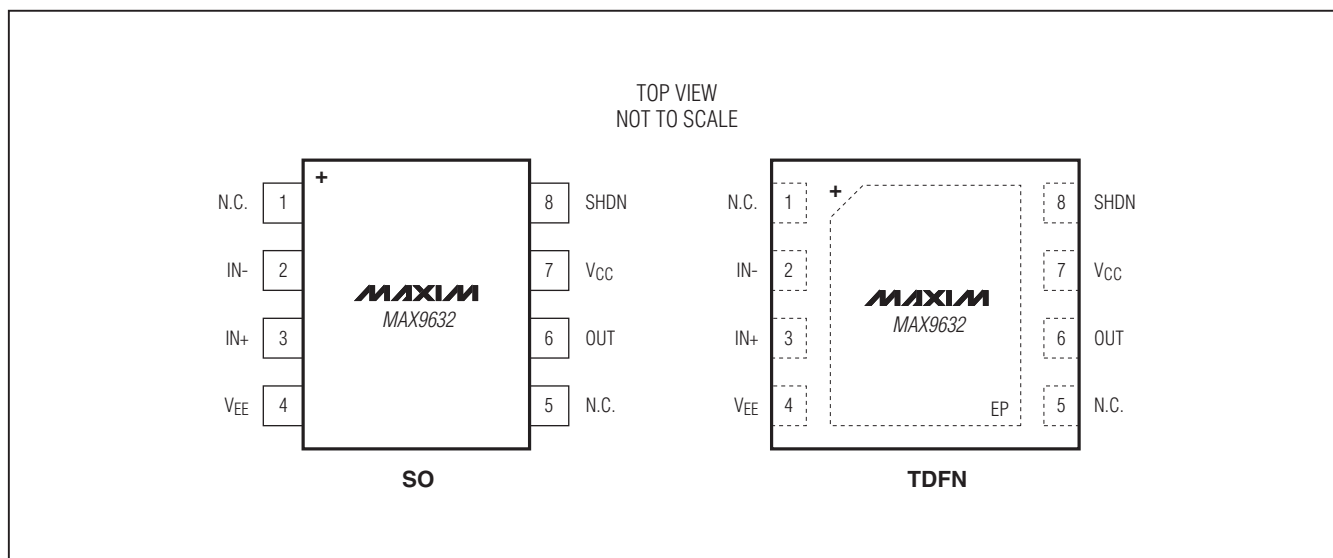 TOP VIEW
NOT TO SCALE
+
N.C. 1
8 SHDN
IN- 2
7 VCC
MAXIM
MAX9632
IN+ 3
6 OUT
VEE 4
5 N.C.
SO
+
N.C. 1
8 SHDN
IN- 2
7 VCC
MAXIM
MAX9632
IN+ 3
6 OUT
VEE 4
EP
5 N.C.
TDFN